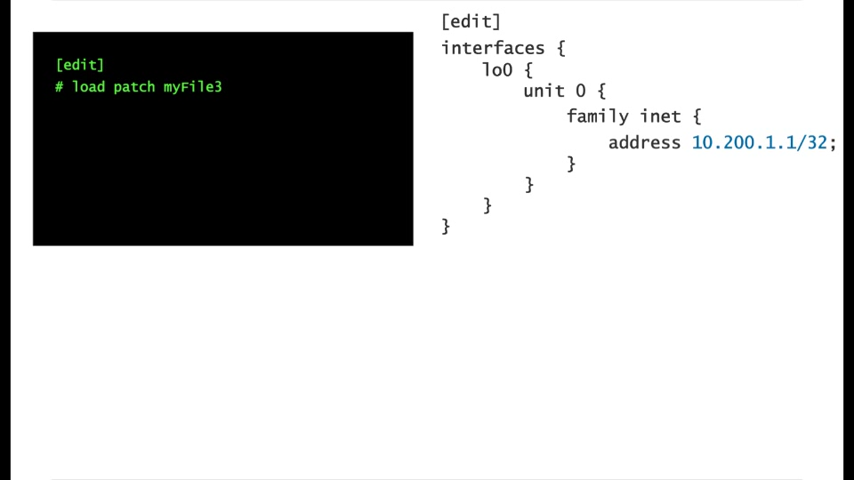 [edit]
# load patch myFile3
[edit]
interfaces {
lo0 {
unit 0 {
family inet {
address 10.200.1.1/32;
}
}
}
}